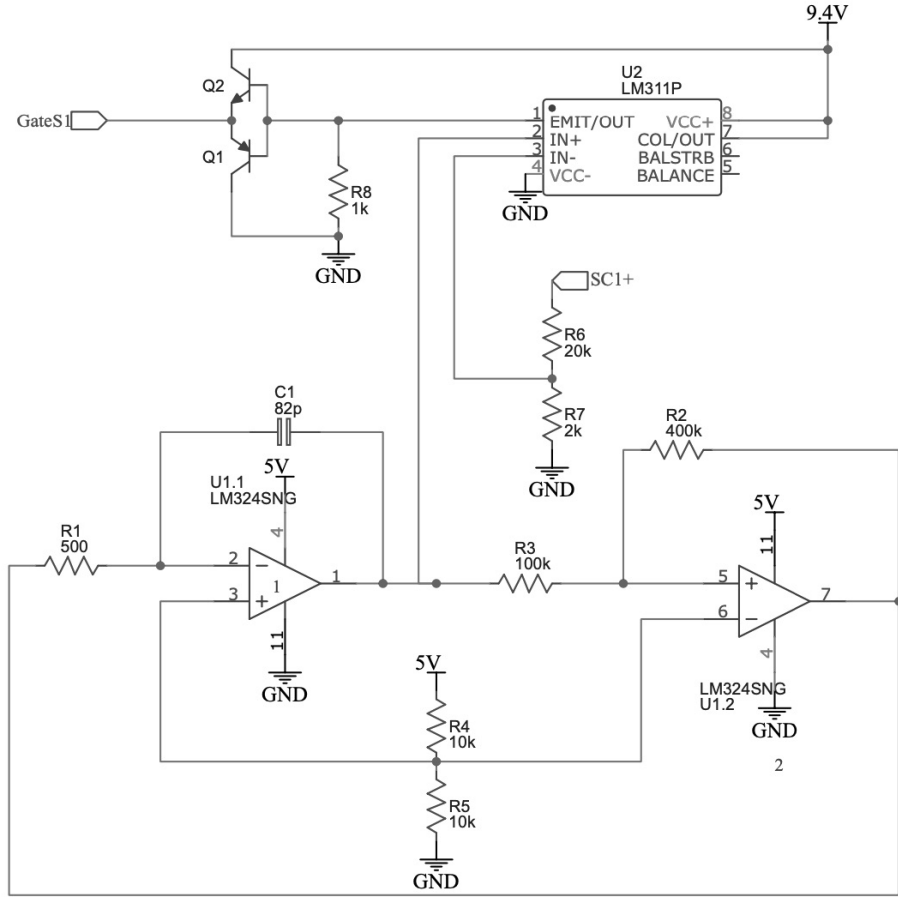 9.4V
U2
LM311P
Q2
GateS1
1
EMIT/OUT
VCC+
8
2
IN+
COL/OUT
7
Q1
3
IN-
BALSTRB
6
4
VCC-
BALANCE
5
R8
1k
GND
GND
SC1+
R6
20k
C1
82p
R7
2k
R2
400k
5V
U1.1
LM324SNG
GND
5V
R1
500
4
11
R3
100k
2
1
1
5
7
3
6
11
4
5V
GND
LM324SNG
U1.2
R4
10k
GND
2
R5
10k
GND